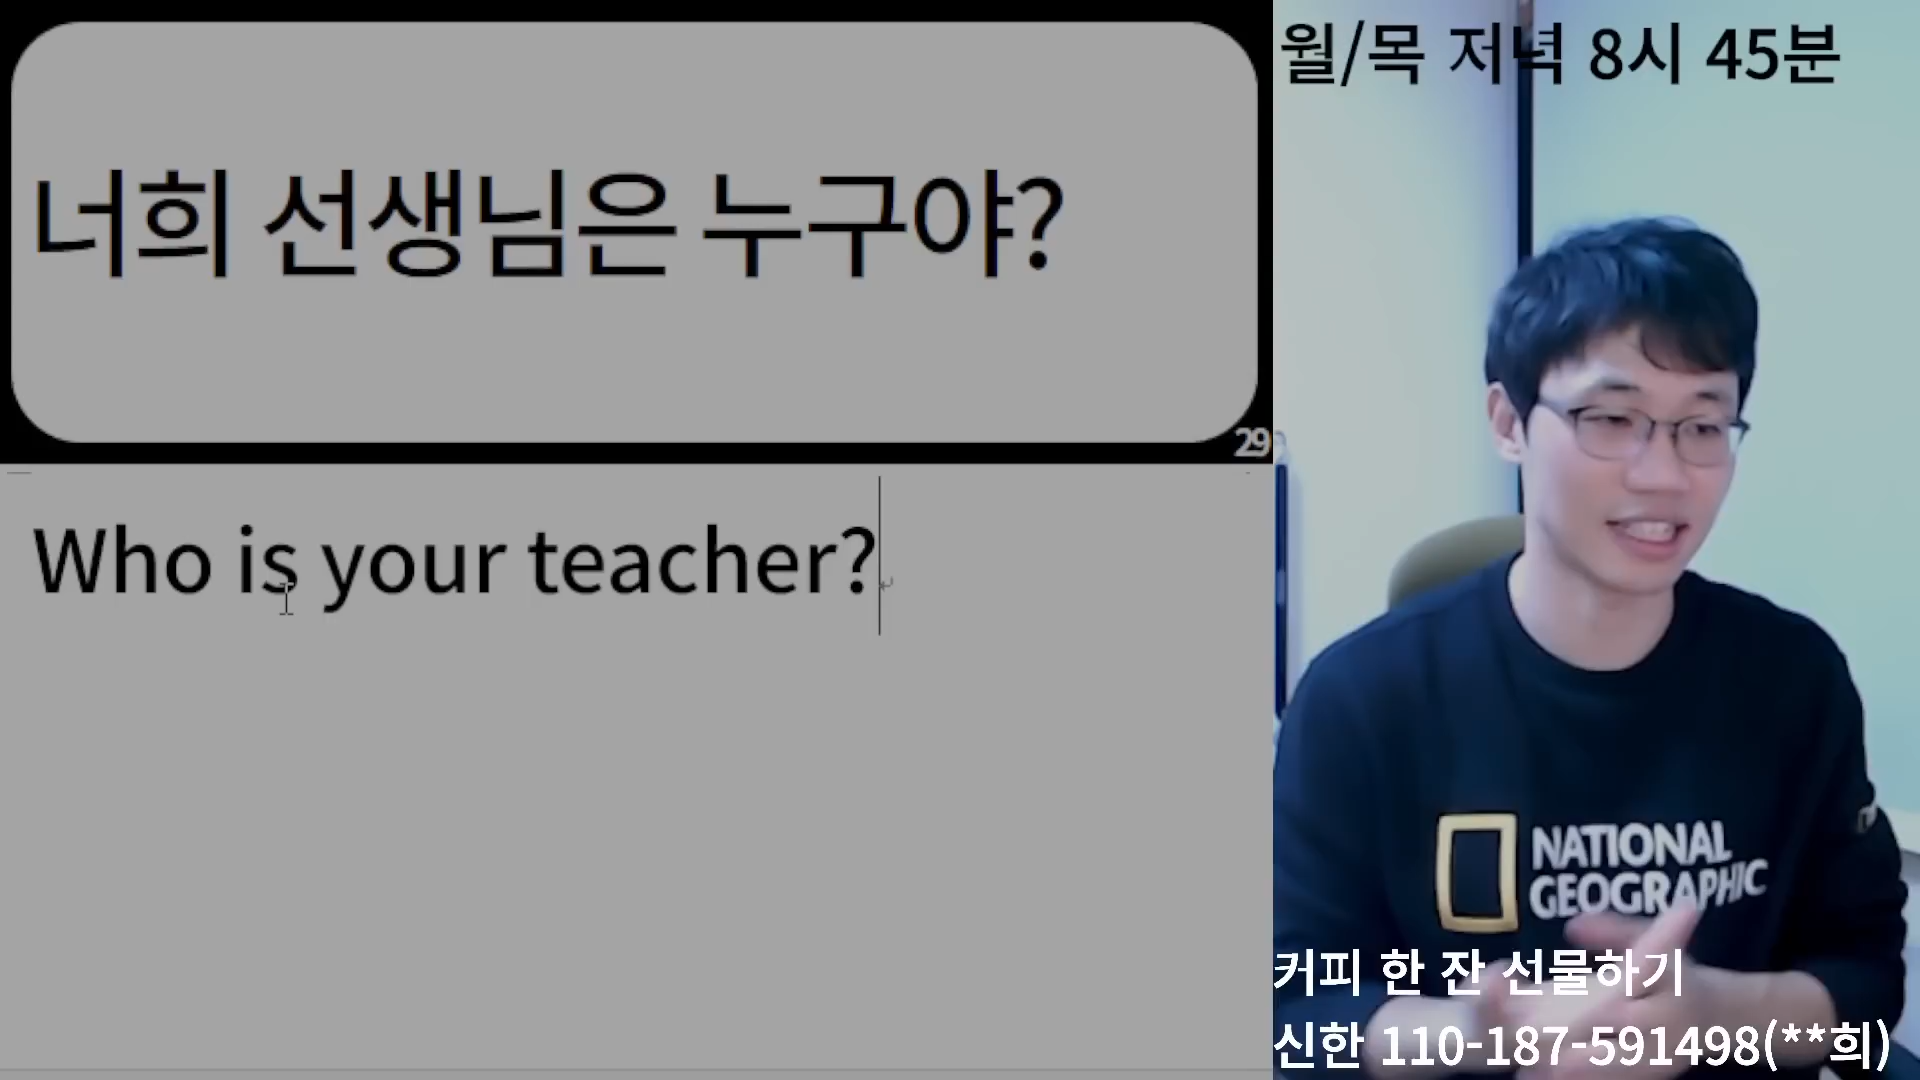 월/목 저녁 8시 45분
너희 선생님은 누구야?
29
Who is your teacher?
NATIONAL
GEOGRAPHIC
커피 한 잔 선물하기
신한 110-187-591498(**희)